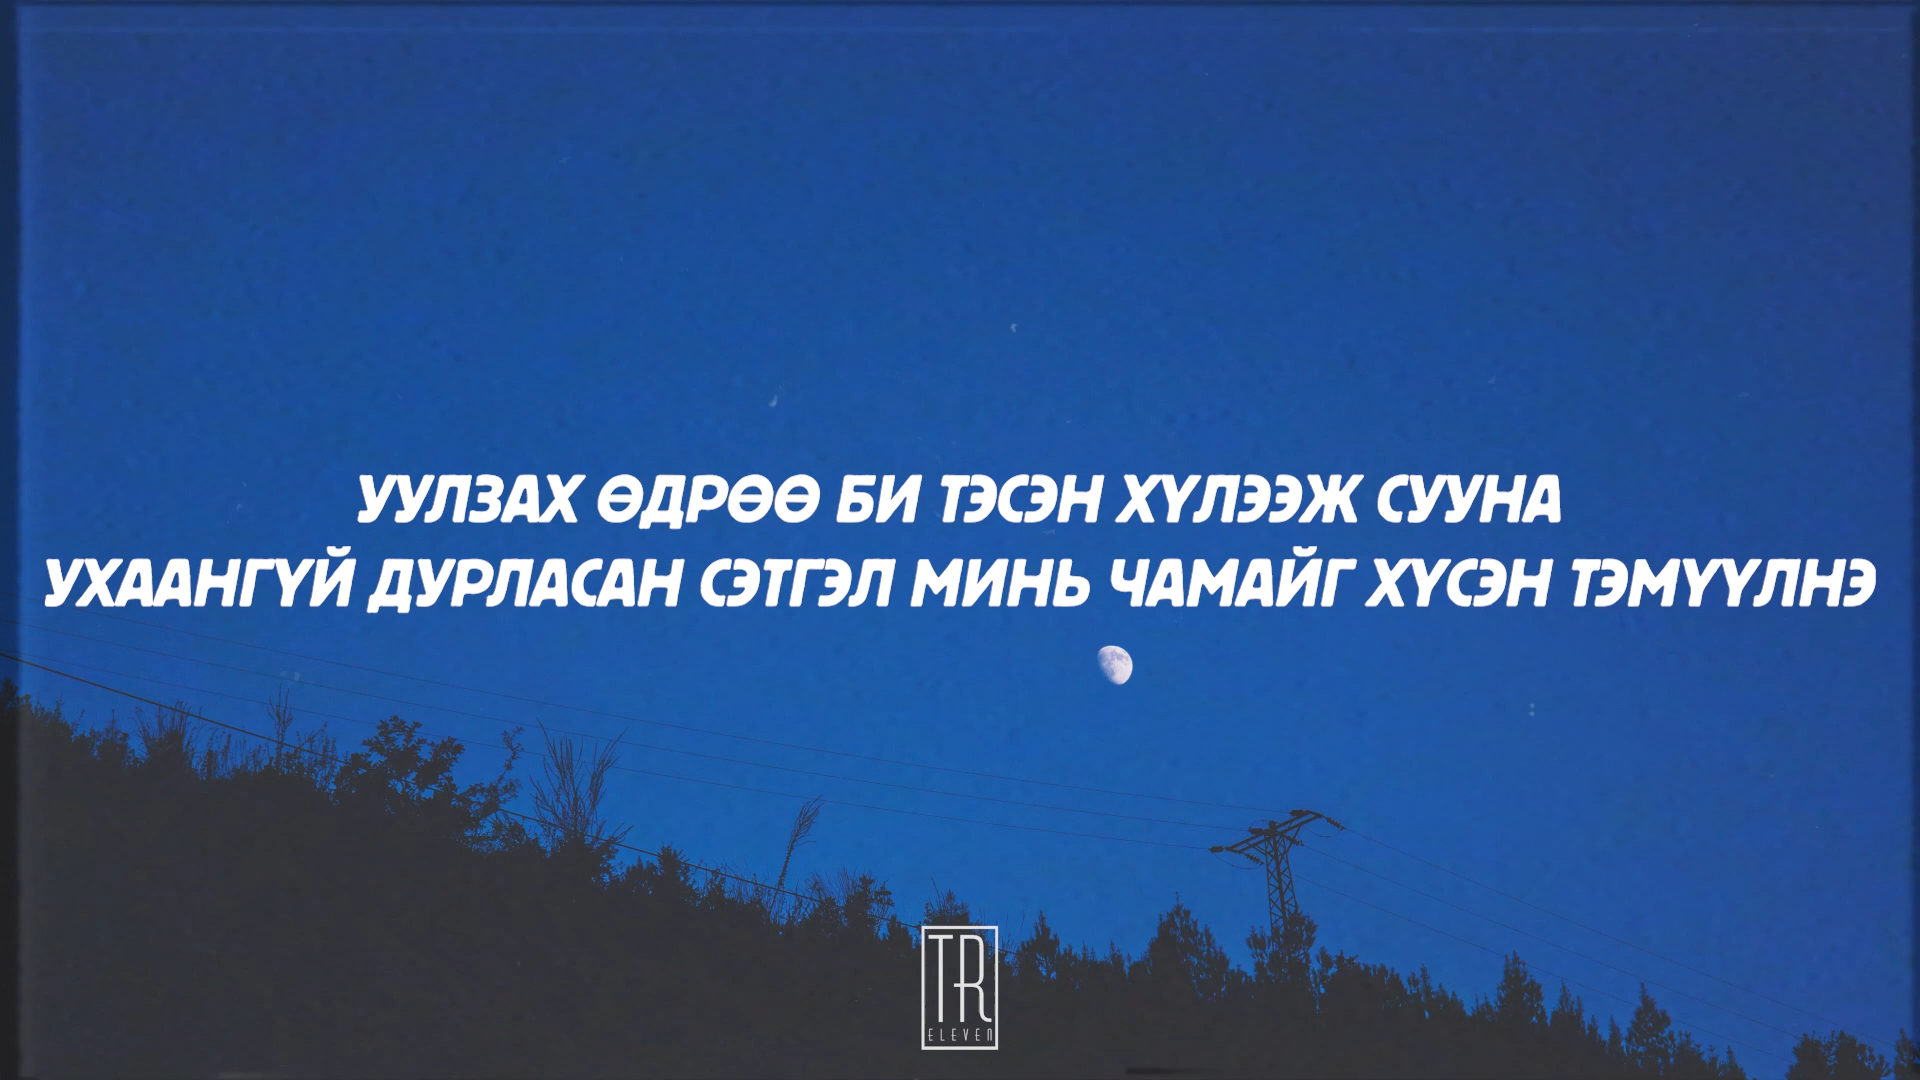 УУЛЗАХ ӨДРӨӨ БИ ТЭСЭН ХҮЛЭЭЖ СУУНА
УХААНГҮЙ ДУРЛАСАН СЭТГЭЛ МИНЬ ЧАМАЙГ ХҮСЭН ТЭМҮҮЛНЭ
TR
ELEVEN